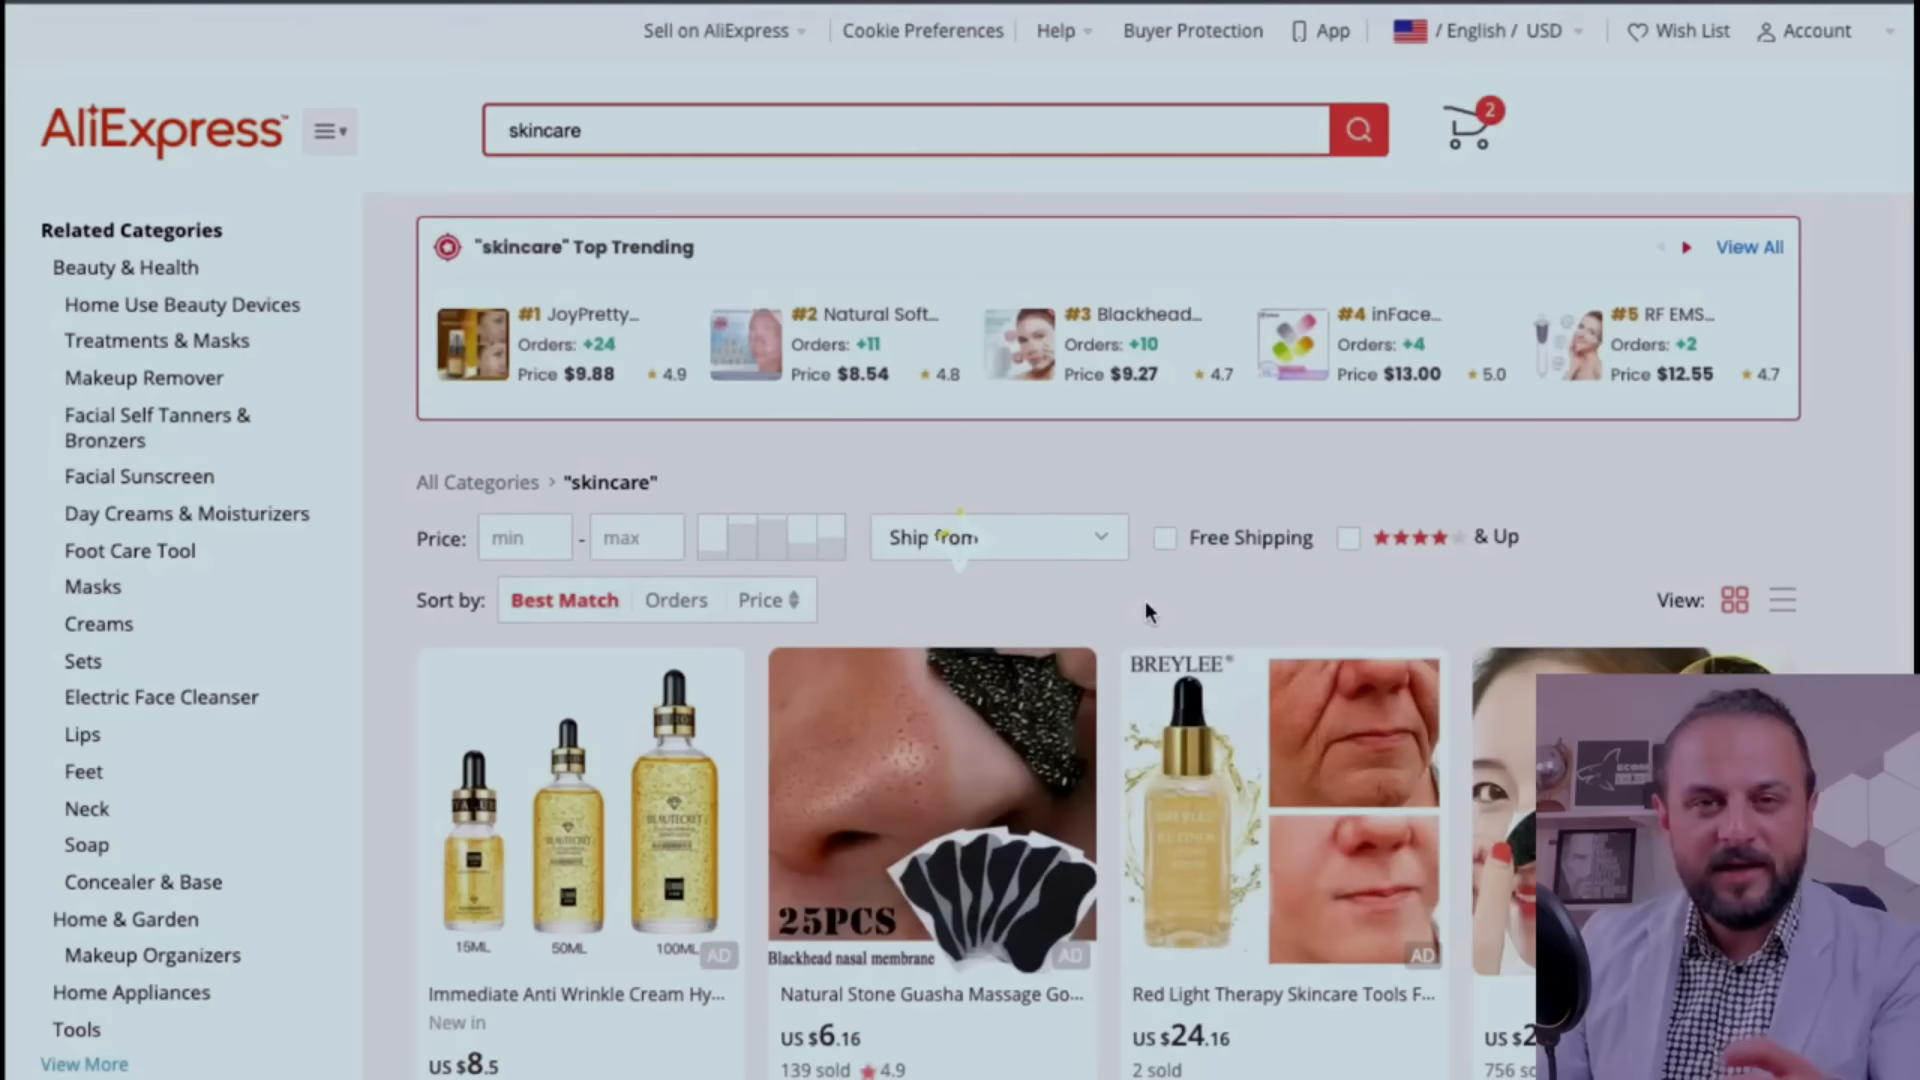 Sell on AliExpress
Cookie Preferences
Help
Buyer Protection
App
/ English / USD
Wish List
Account
AliExpress™
skincare
2
Related Categories
Beauty & Health
Home Use Beauty Devices
Treatments & Masks
Makeup Remover
Facial Self Tanners &
Bronzers
Facial Sunscreen
Day Creams & Moisturizers
Foot Care Tool
Masks
Creams
Sets
Electric Face Cleanser
Lips
Feet
Neck
Soap
Concealer & Base
Home & Garden
Makeup Organizers
Home Appliances
Tools
View More
"skincare" Top Trending
View All
#1 JoyPretty...
Orders: +24
Price $9.88 4.9
#2 Natural Soft...
Orders: +11
Price $8.54 4.8
#3 Blackhead...
Orders: +10
Price $9.27 4.7
#4 inFace...
Orders: +4
Price $13.00 5.0
#5 RF EMS...
Orders: +2
Price $12.55 4.7
All Categories > "skincare"
Price: min - max
Ship from
Free Shipping
& Up
Sort by: Best Match Orders Price
View:
15ML 50ML 100ML
AD
Immediate Anti Wrinkle Cream Hy...
New in
US $8.5
25PCS
Blackhead nasal membrane
AD
Natural Stone Guasha Massage Go...
US $6.16
139 sold 4.9
BREYLEE®
AD
Red Light Therapy Skincare Tools F...
US $24.16
2 sold
US $2
756 so